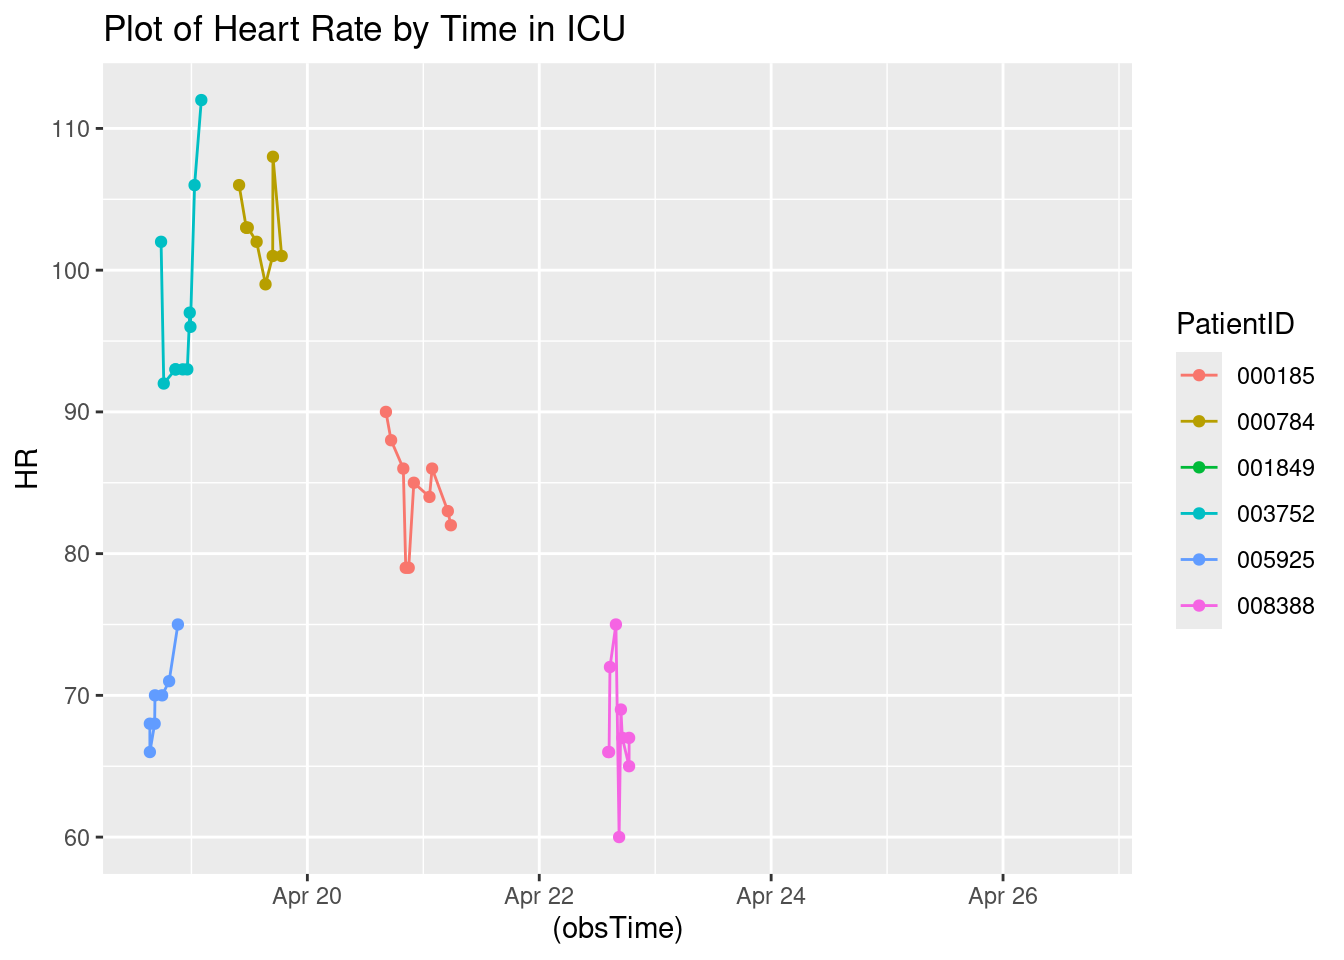 Plot of Heart Rate by Time in ICU
HR
110
100
90
80
70
60
Apr 20
Apr 22
Apr 24
Apr 26
(obsTime)
PatientID
000185
000784
001849
003752
005925
008388